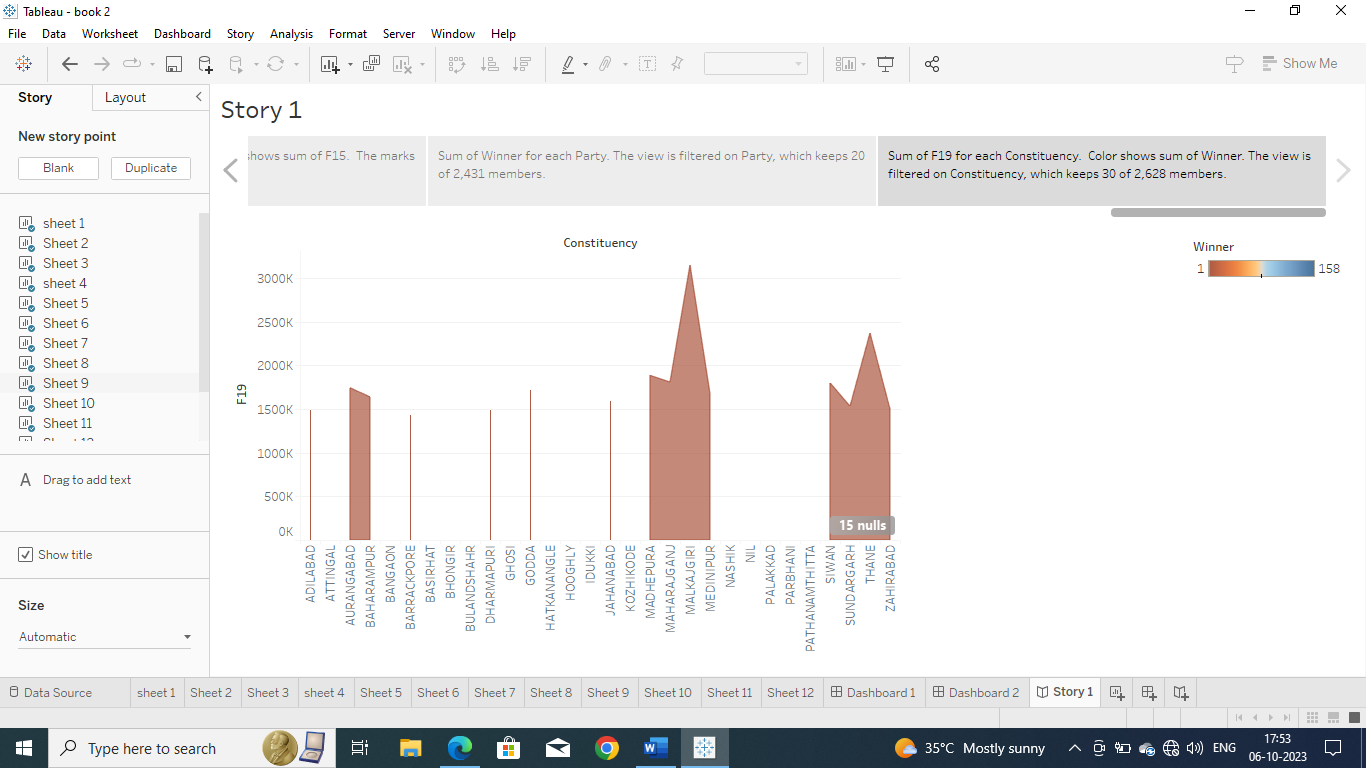 Tableau - book 2
File Data Worksheet Dashboard Story Analysis Format Server Window Help
Show Me
Story Layout
New story point
Blank Duplicate
sheet 1
Sheet 2
Sheet 3
sheet 4
Sheet 5
Sheet 6
Sheet 7
Sheet 8
Sheet 9
Sheet 10
Sheet 11
A Drag to add text
Show title
Size
Automatic
Story 1
shows sum of F15. The marks
Sum of Winner for each Party. The view is filtered on Party, which keeps 20
of 2,431 members.
Sum of F19 for each Constituency. Color shows sum of Winner. The view is
filtered on Constituency, which keeps 30 of 2,628 members.
Constituency
Winner
1 158
F19
3000K
2500K
2000K
1500K
1000K
500K
0K
15 nulls
ADILABAD
ATTINGAL
AURANGABAD
BAHARAMPUR
BANGAON
BARRACKPORE
BASIRHAT
BHONGIR
BULANDSHAHR
DHARMAPURI
GHOSI
GODDA
HATKANANGLE
HOOGHLY
IDUKKI
JAHANABAD
KOZHIKODE
MADHEPURA
MAHARAJGANJ
MALKAJGIRI
MEDINIPUR
NASHIK
NIL
PALAKKAD
PARBHANI
PATHANAMTHITTA
SIWAN
SUNDARGARH
THANE
ZAHIRABAD
Data Source sheet 1 Sheet 2 Sheet 3 sheet 4 Sheet 5 Sheet 6 Sheet 7 Sheet 8 Sheet 9 Sheet 10 Sheet 11 Sheet 12 Dashboard 1 Dashboard 2 Story 1
Type here to search
35°C Mostly sunny
ENG
17:53
06-10-2023